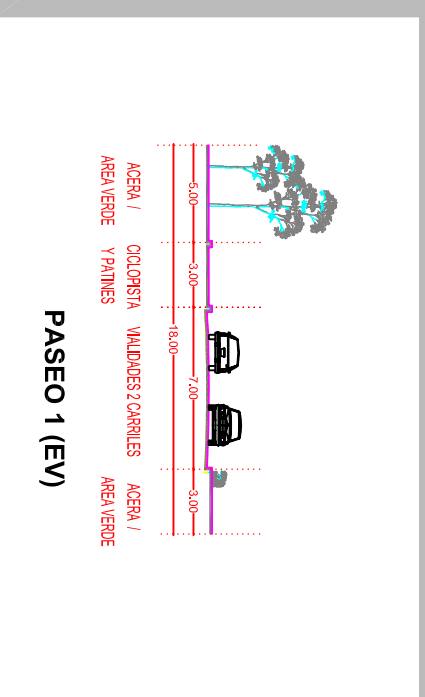 5.00
3.00
7.00
3.00
18.00
ACERA /
AREA VERDE
CICLOPISTA
Y PATINES
VIALIDADES 2 CARRILES
ACERA /
AREA VERDE
PASEO 1 (EV)